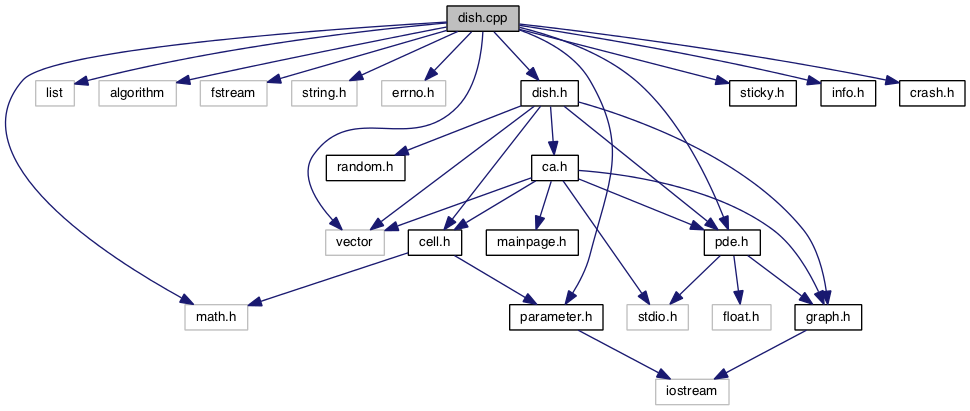 dish.cpp
list
algorithm
fstream
string.h
errno.h
dish.h
sticky.h
info.h
crash.h
random.h
ca.h
vector
cell.h
mainpage.h
pde.h
math.h
parameter.h
stdio.h
float.h
graph.h
iostream